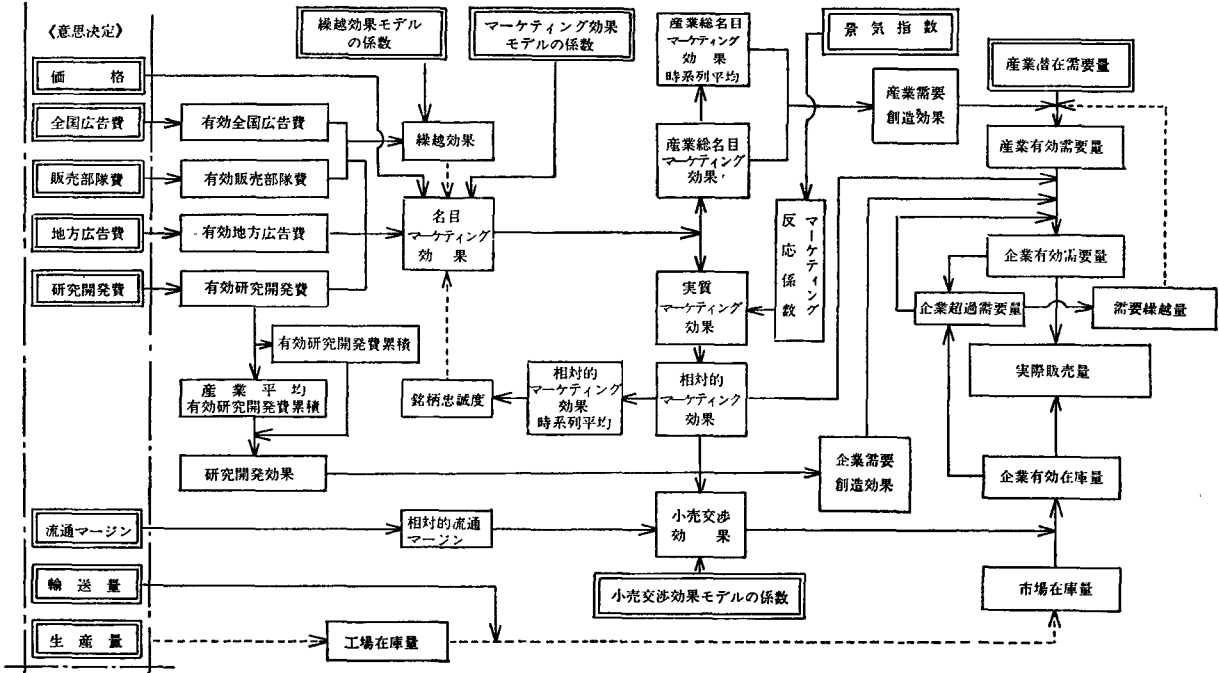 《意思決定》
価格
全国広告費
販売部隊費
地方広告費
研究開発費
流通マージン
輸送量
生産量
有効全国広告費
有効販売部隊費
有効地方広告費
有効研究開発費
有効研究開発費累積
産業平均
有効研究開発費累積
研究開発効果
繰越効果モデル
の係数
マーケティング効果
モデルの係数
繰越効果
名目
マーケティング
効果
銘柄忠誠度
相対的
マーケティング
効果
時系列平均
相対的流通
マージン
工場在庫量
産業総名目
マーケティング
効果
時系列平均
産業総名目
マーケティング
効果
実質
マーケティング
効果
相対的
マーケティング
効果
小売交渉
効果
小売交渉効果モデルの係数
景気指数
マーケティング
反応係数
産業需要
創造効果
企業需要
創造効果
産業潜在需要量
産業有効需要量
企業有効需要量
企業超過需要量
需要繰越量
実際販売量
企業有効在庫量
市場在庫量